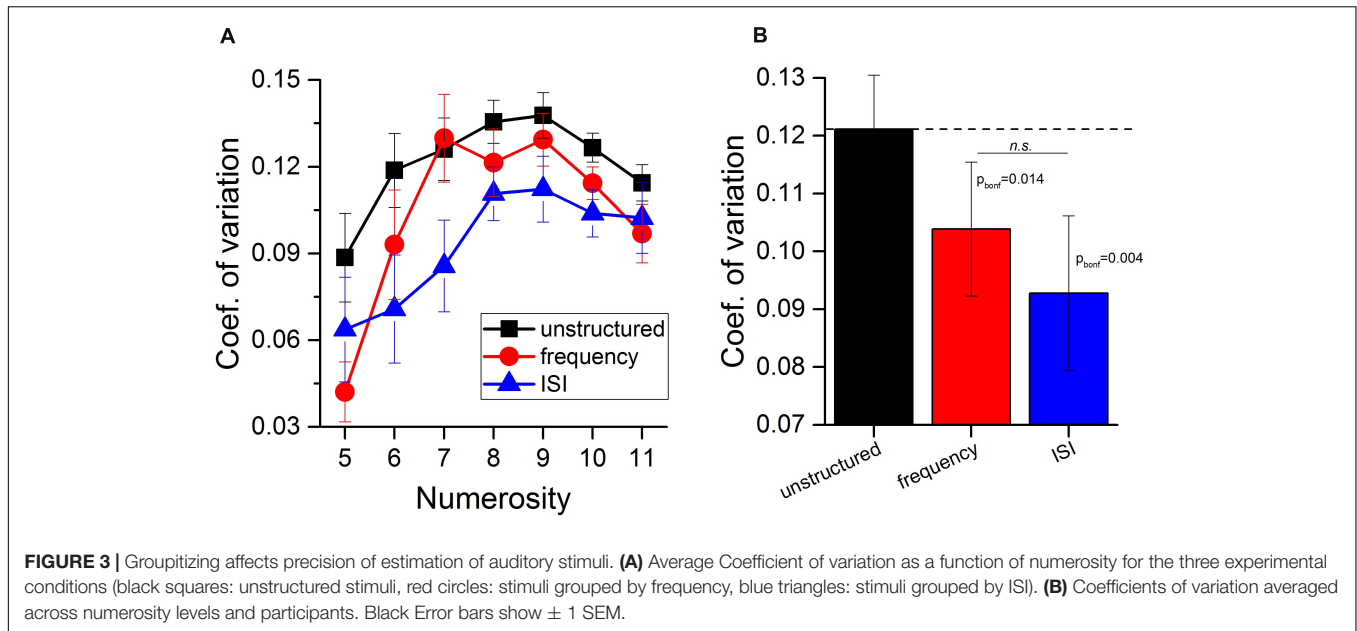 A
Coef. of variation
0.15
0.12
0.09
0.06
0.03
unstructured
frequency
ISI
5 6 7 8 9 10 11
Numerosity
B
Coef. of variation
0.13
0.12
0.11
0.10
0.09
0.08
0.07
n.s.
pbonf=0.014
pbonf=0.004
unstructured
frequency
ISI
FIGURE 3 | Groupitizing affects precision of estimation of auditory stimuli. (A) Average Coefficient of variation as a function of numerosity for the three experimental
conditions (black squares: unstructured stimuli, red circles: stimuli grouped by frequency, blue triangles: stimuli grouped by ISI). (B) Coefficients of variation averaged
across numerosity levels and participants. Black Error bars show ± 1 SEM.